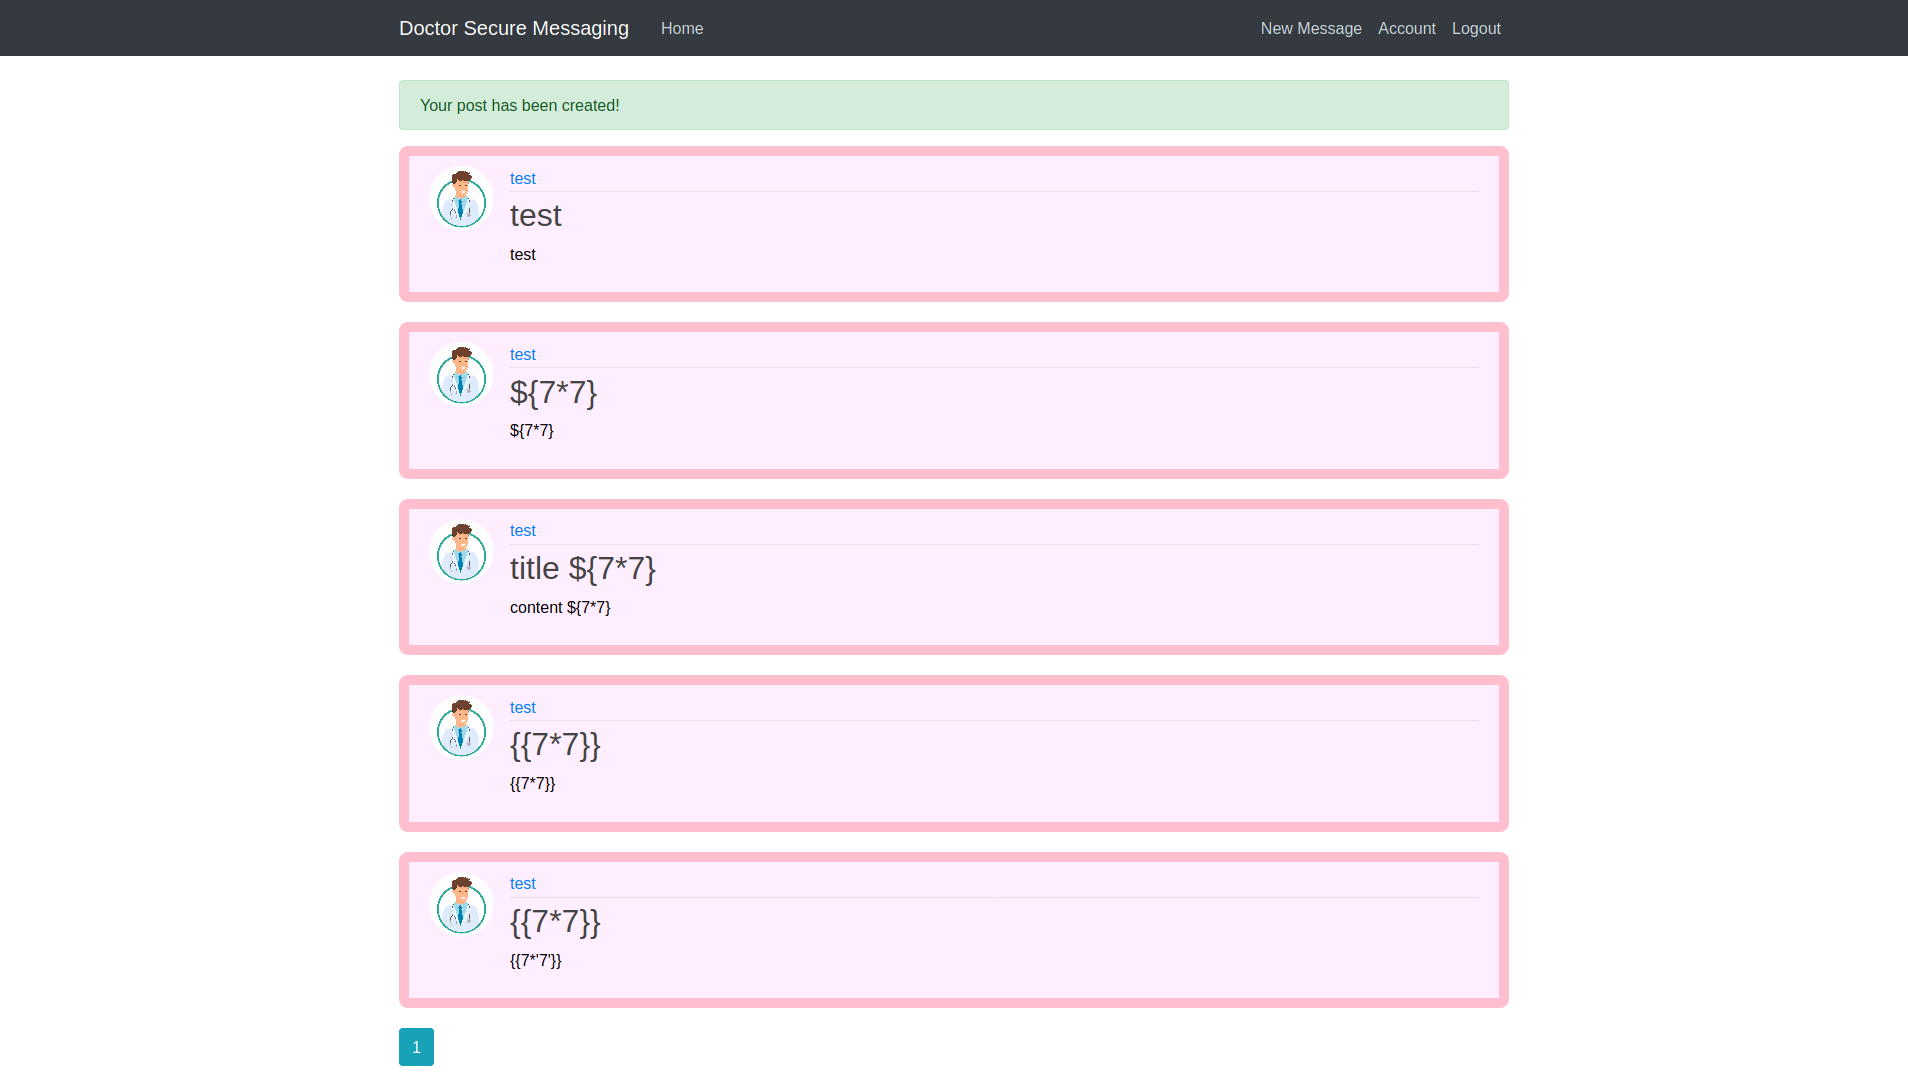 Doctor Secure Messaging Home New Message Account Logout
Your post has been created!
test
test
test
test
${7*7}
${7*7}
test
title ${7*7}
content ${7*7}
test
{{7*7}}
{{7*7}}
test
{{7*7}}
{{7*'7'}}
1